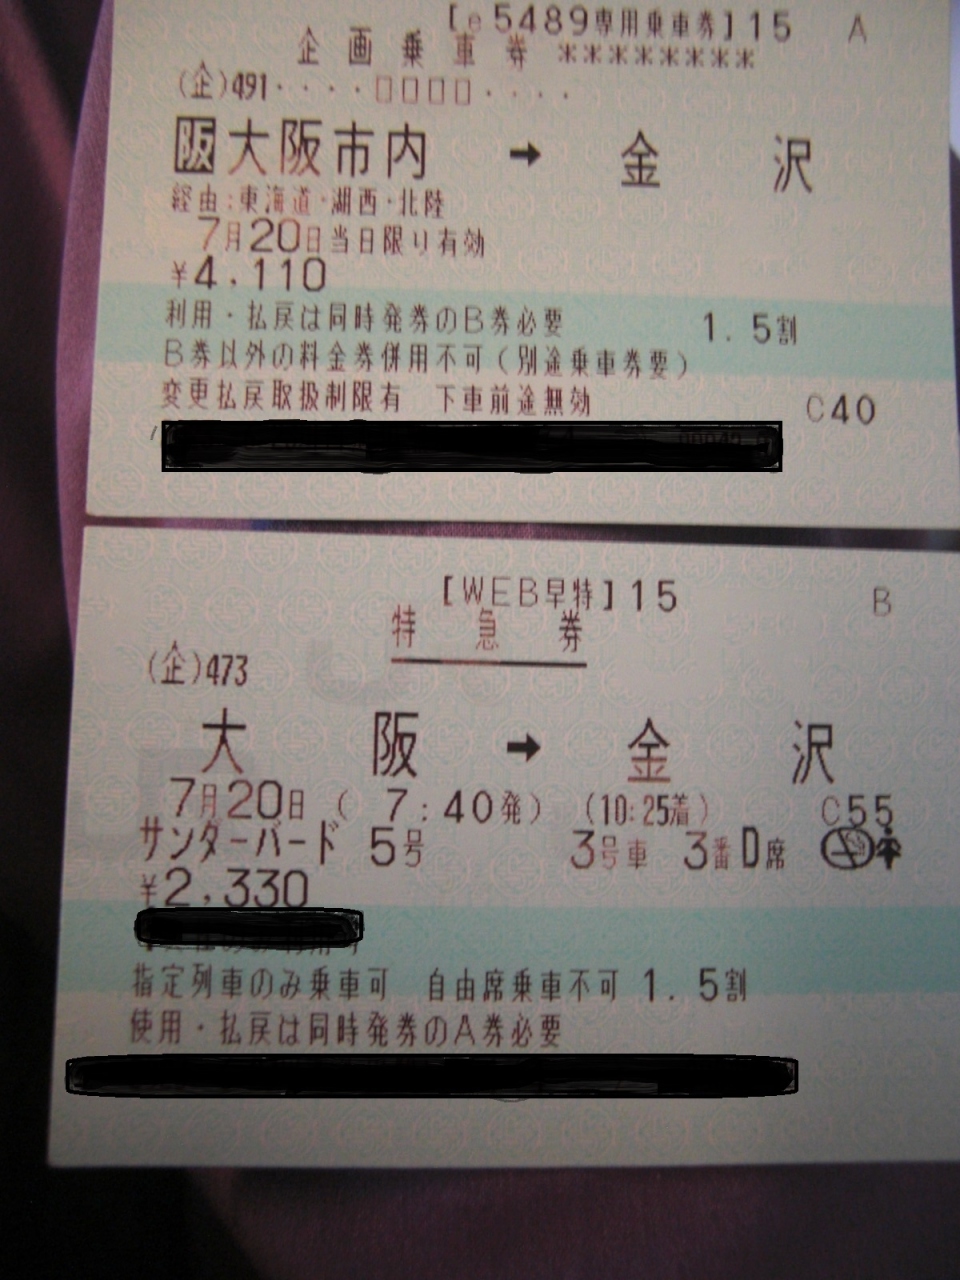 [e5489専用乗車券]15 A
企画乗車券 ********
(企)491・・・・□□□□・・・・
阪 大阪市内 → 金沢
経由:東海道・湖西・北陸
7月20日当日限り有効
¥4,110
利用・払戻は同時発券のB券必要 1.5割
B券以外の料金券併用不可(別途乗車券要)
変更払戻取扱制限有 下車前途無効 C40
[WEB早特]15 B
特急券
(企)473
大阪 → 金沢
7月20日 ( 7:40発) (10:25着) C55
サンダーバード 5号 3号車 3番D席
¥2,330
指定列車のみ乗車可 自由席乗車不可 1.5割
使用・払戻は同時発券のA券必要